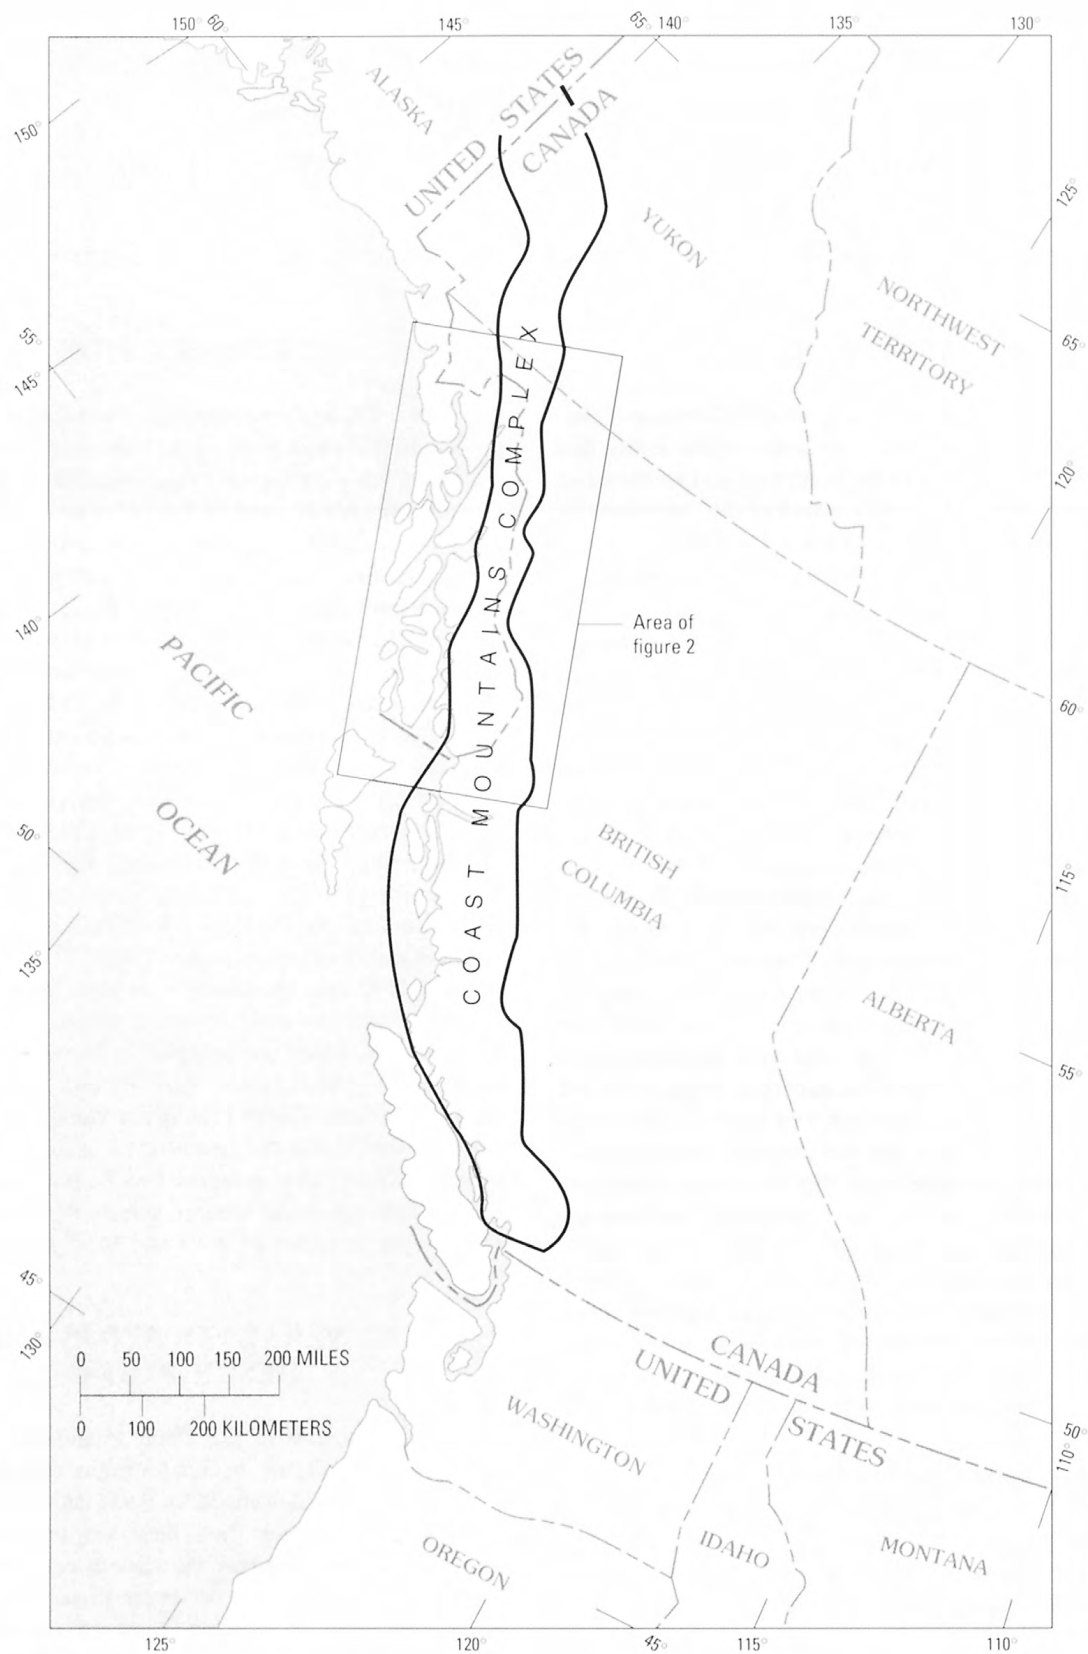 150° 60° 145° 65° 140° 135° 130°
ALASKA
UNITED STATES
CANADA
150°
125°
YUKON
NORTHWEST
TERRITORY
55°
145°
65°
120°
COAST MOUNTAINS COMPLEX
140°
Area of
figure 2
PACIFIC
OCEAN
60°
50°
BRITISH
COLUMBIA
115°
135°
ALBERTA
55°
45°
130°
0 50 100 150 200 MILES
0 100 200 KILOMETERS
CANADA
UNITED STATES
WASHINGTON
50°
110°
OREGON
IDAHO
MONTANA
125° 120° 45° 115° 110°